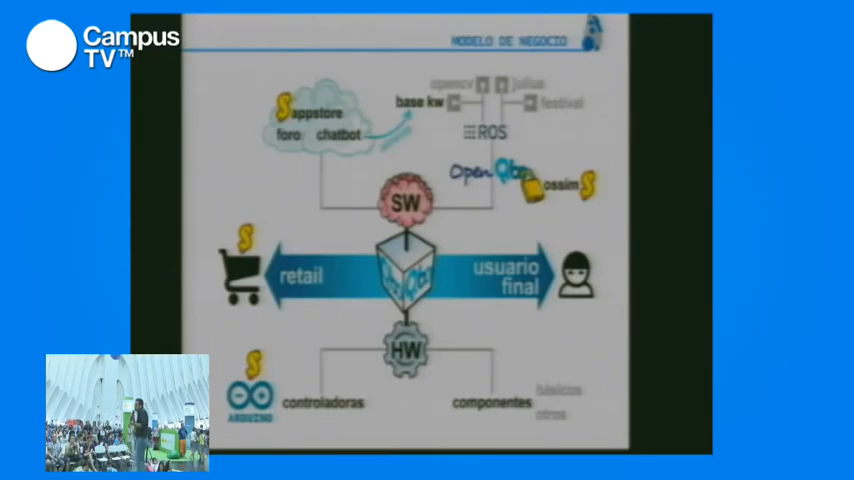 Campus
TV™
MODELO DE NEGOCIO
opencv
julius
base kw
festival
appstore
foro
chatbot
ROS
OpenQbo
ossim
SW
retail
usuario
final
HW
ARDUINO
controladoras
componentes
básicos
otros